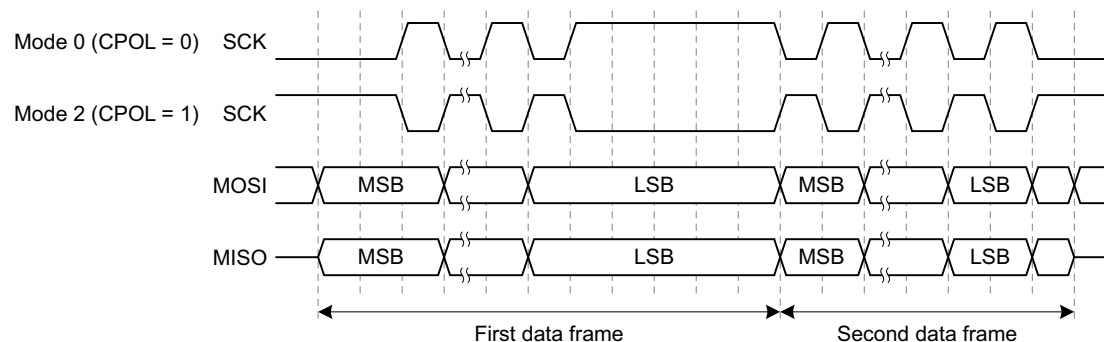 Mode 0 (CPOL = 0) SCK
Mode 2 (CPOL = 1) SCK
MOSI MSB LSB MSB LSB
MISO MSB LSB MSB LSB
First data frame Second data frame